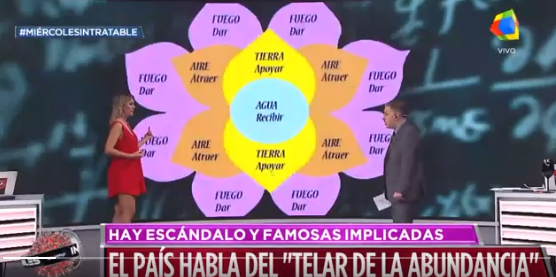 #MIÉRCOLESINTRATABLE
VIVO
FUEGO
Dar
FUEGO
Dar
TIERRA
Apoyar
FUEGO
Dar
AIRE
Atraer
AIRE
Atraer
FUEGO
Dar
AGUA
Recibir
FUEGO
Dar
AIRE
Atraer
AIRE
Atraer
FUEGO
Dar
TIERRA
Apoyar
FUEGO
Dar
FUEGO
Dar
HAY ESCÁNDALO Y FAMOSAS IMPLICADAS
EL PAÍS HABLA DEL "TELAR DE LA ABUNDANCIA"